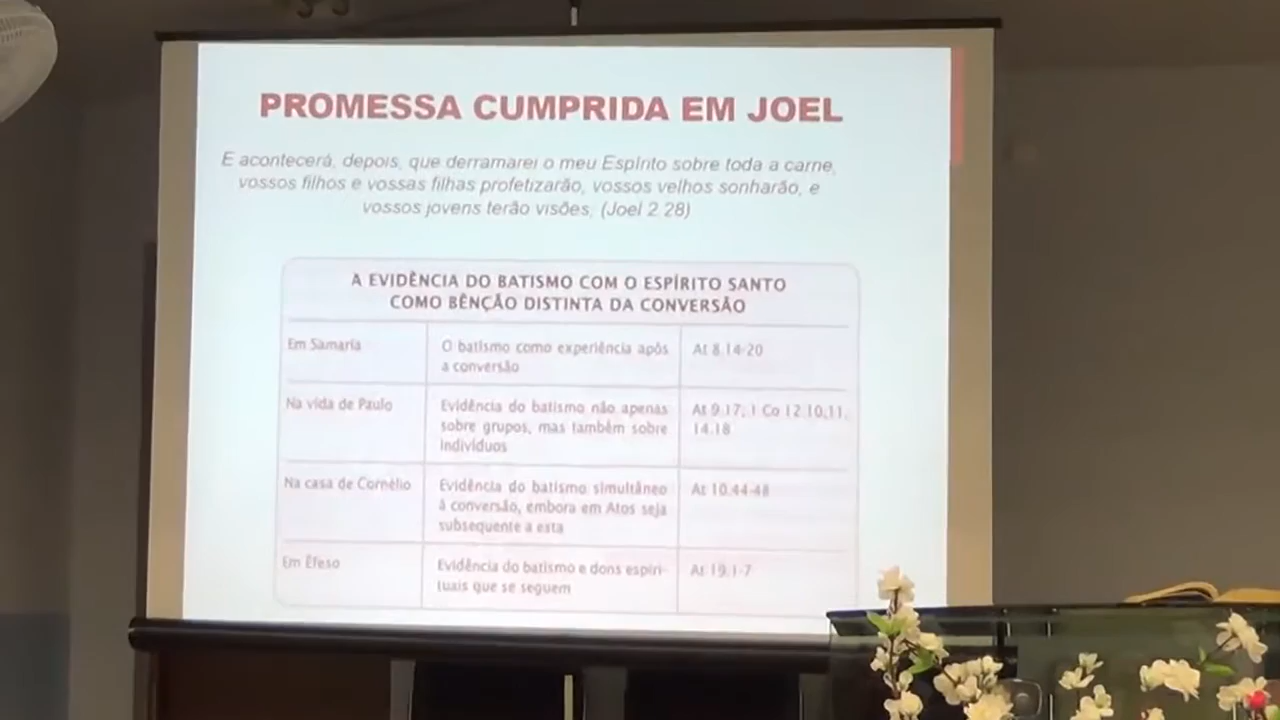 PROMESSA CUMPRIDA EM JOEL
E acontecerá, depois, que derramarei o meu Espírito sobre toda a carne,
vossos filhos e vossas filhas profetizarão, vossos velhos sonharão, e
vossos jovens terão visões; (Joel 2.28)
A EVIDÊNCIA DO BATISMO COM O ESPÍRITO SANTO
COMO BÊNÇÃO DISTINTA DA CONVERSÃO
Em Samaria
O batismo como experiência após
a conversão
At 8.14-20
Na vida de Paulo
Evidência do batismo não apenas
sobre grupos, mas também sobre
indivíduos
At 9.17; 1 Co 12.10,11;
14.18
Na casa de Cornélio
Evidência do batismo simultâneo
à conversão, embora em Atos seja
subsequente a esta
At 10.44-48
Em Éfeso
Evidência do batismo e dons espiri-
tuais que se seguem
At 19.1-7